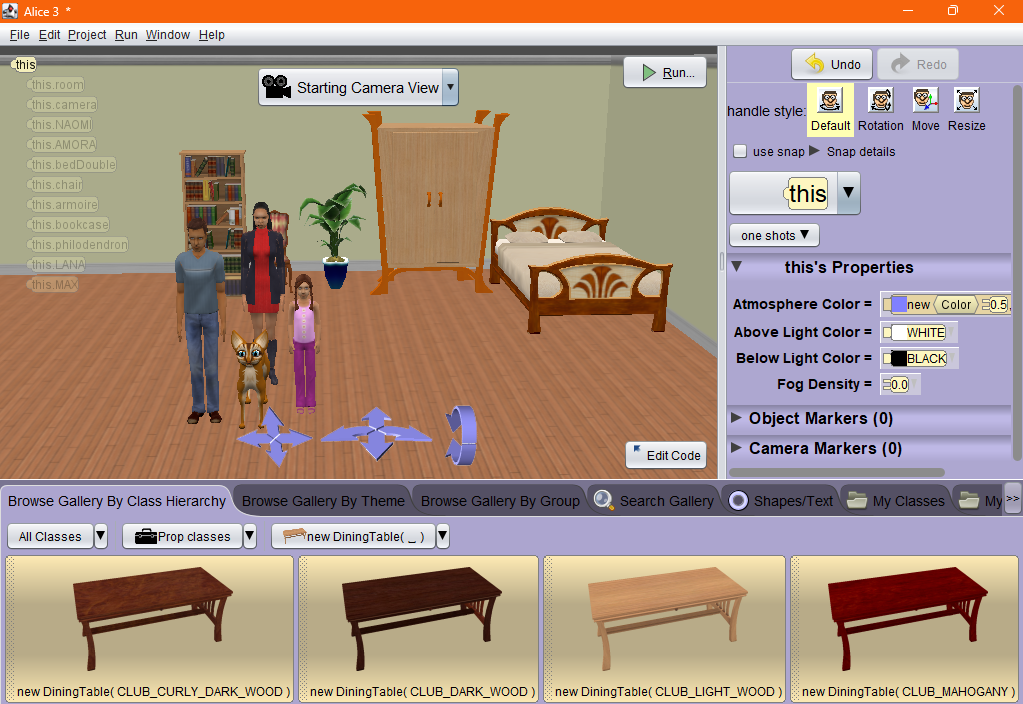 Alice 3 *
File Edit Project Run Window Help
this
this.room
this.camera
this.NAOMI
this.AMORA
this.bedDouble
this.chair
this.armoire
this.bookcase
this.philodendron
this.LANA
this.MAX
Starting Camera View
Run...
Edit Code
Undo
Redo
handle style:
Default
Rotation
Move
Resize
use snap
Snap details
this
one shots
this's Properties
Atmosphere Color = new Color 0.5
Above Light Color = WHITE
Below Light Color = BLACK
Fog Density = 0.0
Object Markers (0)
Camera Markers (0)
Browse Gallery By Class Hierarchy
Browse Gallery By Theme
Browse Gallery By Group
Search Gallery
Shapes/Text
My Classes
My
>>
All Classes
Prop classes
new DiningTable( _ )
new DiningTable( CLUB_CURLY_DARK_WOOD )
new DiningTable( CLUB_DARK_WOOD )
new DiningTable( CLUB_LIGHT_WOOD )
new DiningTable( CLUB_MAHOGANY )